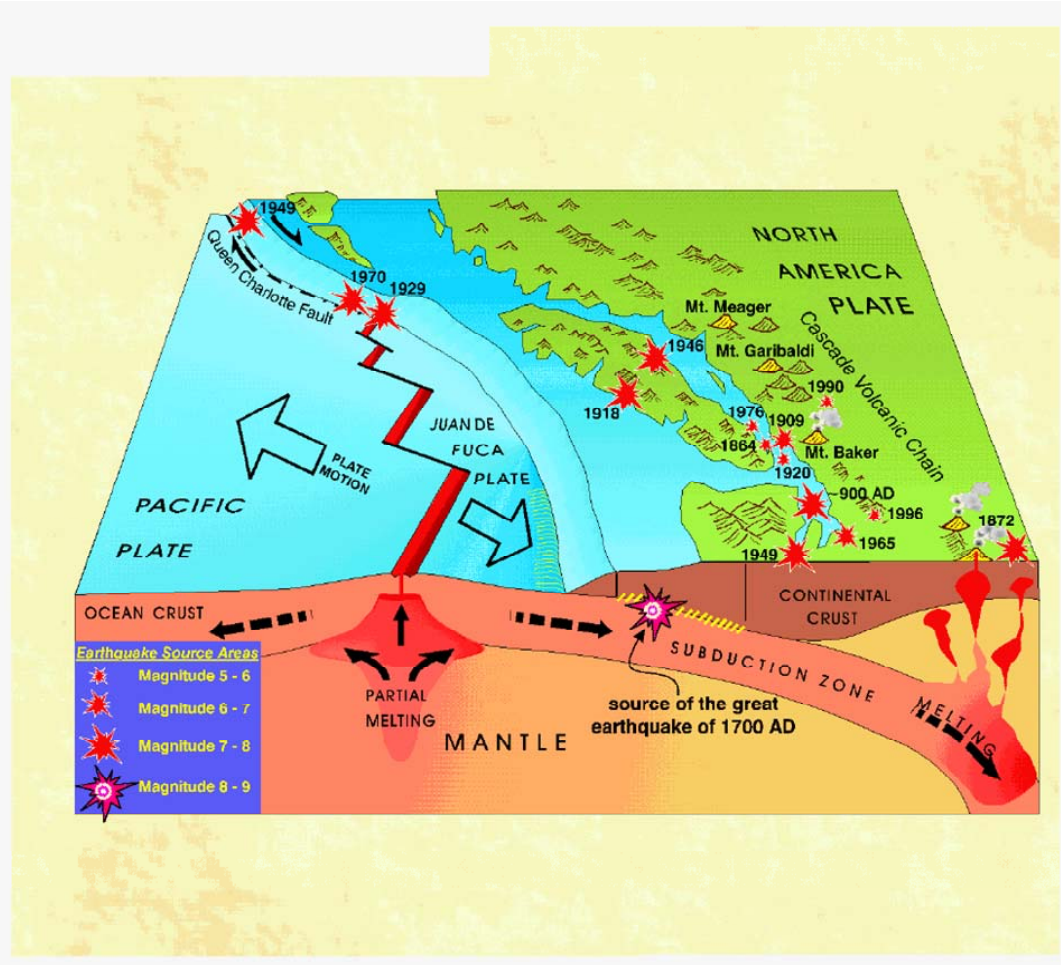 1949
Queen Charlotte Fault
1970
1929
NORTH
AMERICA
PLATE
Mt. Meager
Cascade Volcanic Chain
1946
Mt. Garibaldi
1918
1990
1976
1909
1864
Mt. Baker
1920
~900 AD
1996
1965
1949
1872
JUAN DE
FUCA
PLATE
PLATE
MOTION
PACIFIC
PLATE
OCEAN CRUST
CONTINENTAL
CRUST
SUBDUCTION ZONE
MELTING
PARTIAL
MELTING
MANTLE
source of the great
earthquake of 1700 AD
Earthquake Source Areas
Magnitude 5 - 6
Magnitude 6 - 7
Magnitude 7 - 8
Magnitude 8 - 9